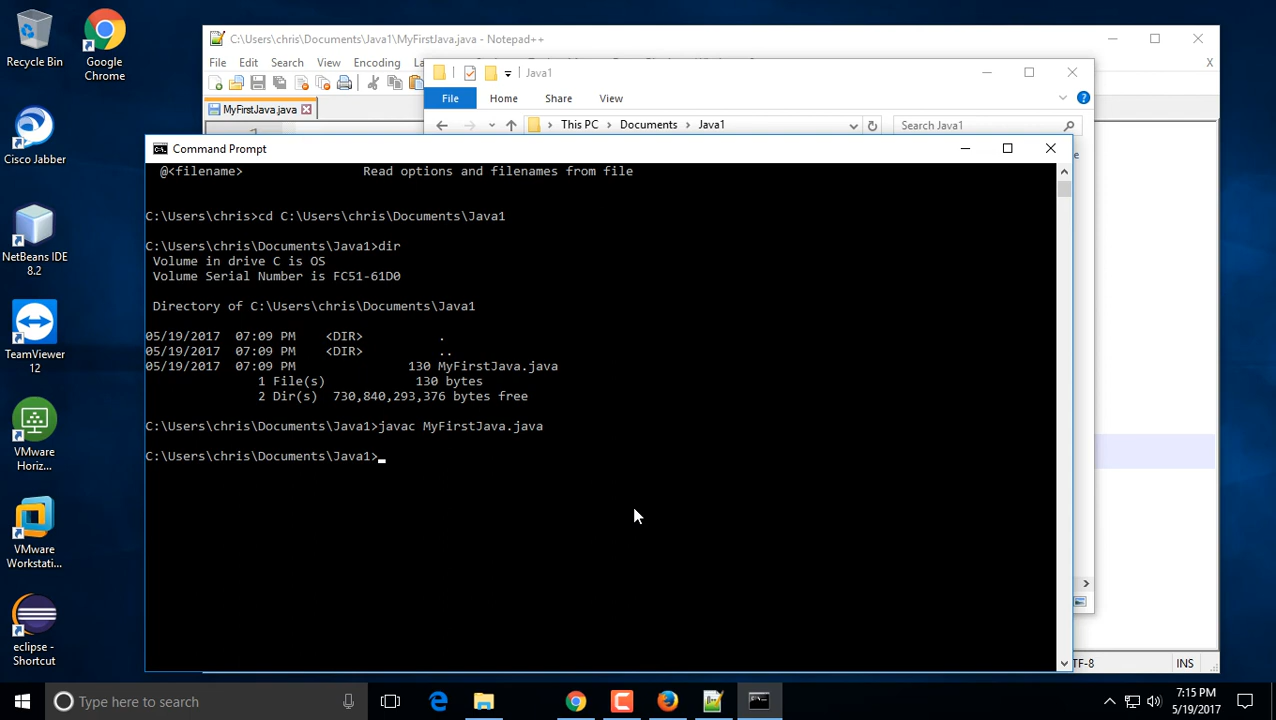 Recycle Bin
Google Chrome
Cisco Jabber
NetBeans IDE 8.2
TeamViewer 12
VMware Horiz...
VMware Workstati...
eclipse - Shortcut
C:\Users\chris\Documents\Java1\MyFirstJava.java - Notepad++
File Edit Search View Encoding La
X
MyFirstJava.java
Java1
File Home Share View
This PC > Documents > Java1
Search Java1
Command Prompt
@<filename> Read options and filenames from file
C:\Users\chris>cd C:\Users\chris\Documents\Java1
C:\Users\chris\Documents\Java1>dir
Volume in drive C is OS
Volume Serial Number is FC51-61D0
Directory of C:\Users\chris\Documents\Java1
05/19/2017 07:09 PM <DIR> .
05/19/2017 07:09 PM <DIR> ..
05/19/2017 07:09 PM 130 MyFirstJava.java
1 File(s) 130 bytes
2 Dir(s) 730,840,293,376 bytes free
C:\Users\chris\Documents\Java1>javac MyFirstJava.java
C:\Users\chris\Documents\Java1>_
TF-8 INS
Type here to search
7:15 PM
5/19/2017